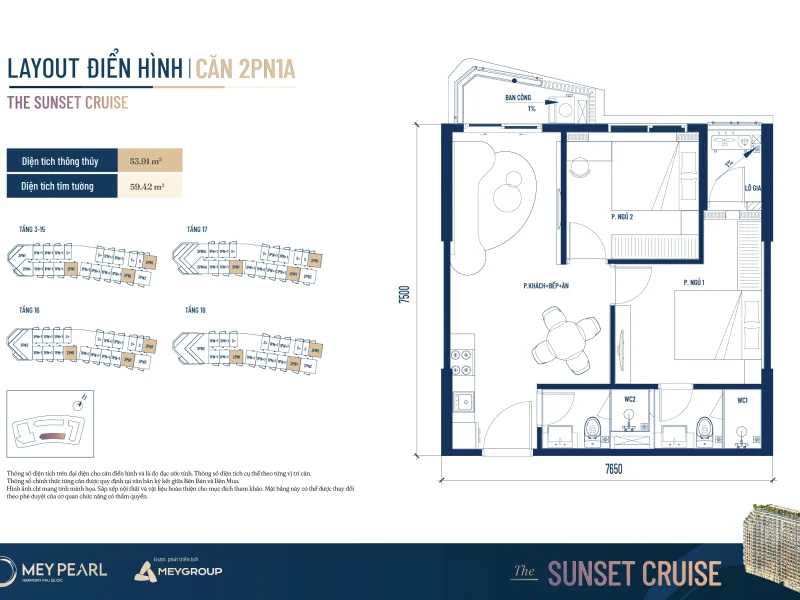 LAYOUT ĐIỂN HÌNH | CĂN 2PN1A
THE SUNSET CRUISE
Diện tích thông thủy 53.91 m²
Diện tích tim tường 59.42 m²
TẦNG 3-15
TẦNG 17
TẦNG 16
TẦNG 18
BAN CÔNG
1%
1%
LÔ GIA
P. NGỦ 2
P. NGỦ 1
P.KHÁCH+BẾP+ĂN
WC2
WC1
7500
7650
Thông số diện tích trên đại diện cho căn điển hình và là đo đạc ước tính. Thông số diện tích cụ thể theo từng vị trí căn.
Thông số chính thức từng căn được quy định tại văn bản ký kết giữa Bên Bán và Bên Mua.
Hình ảnh chỉ mang tính minh họa. Sắp xếp nội thất và vật liệu hoàn thiện cho mục đích tham khảo. Mặt bằng này có thể được thay đổi
theo phê duyệt của cơ quan chức năng có thẩm quyền.
MEY PEARL
HARMONY PHU QUOC
Được phát triển bởi
MEYGROUP
The SUNSET CRUISE